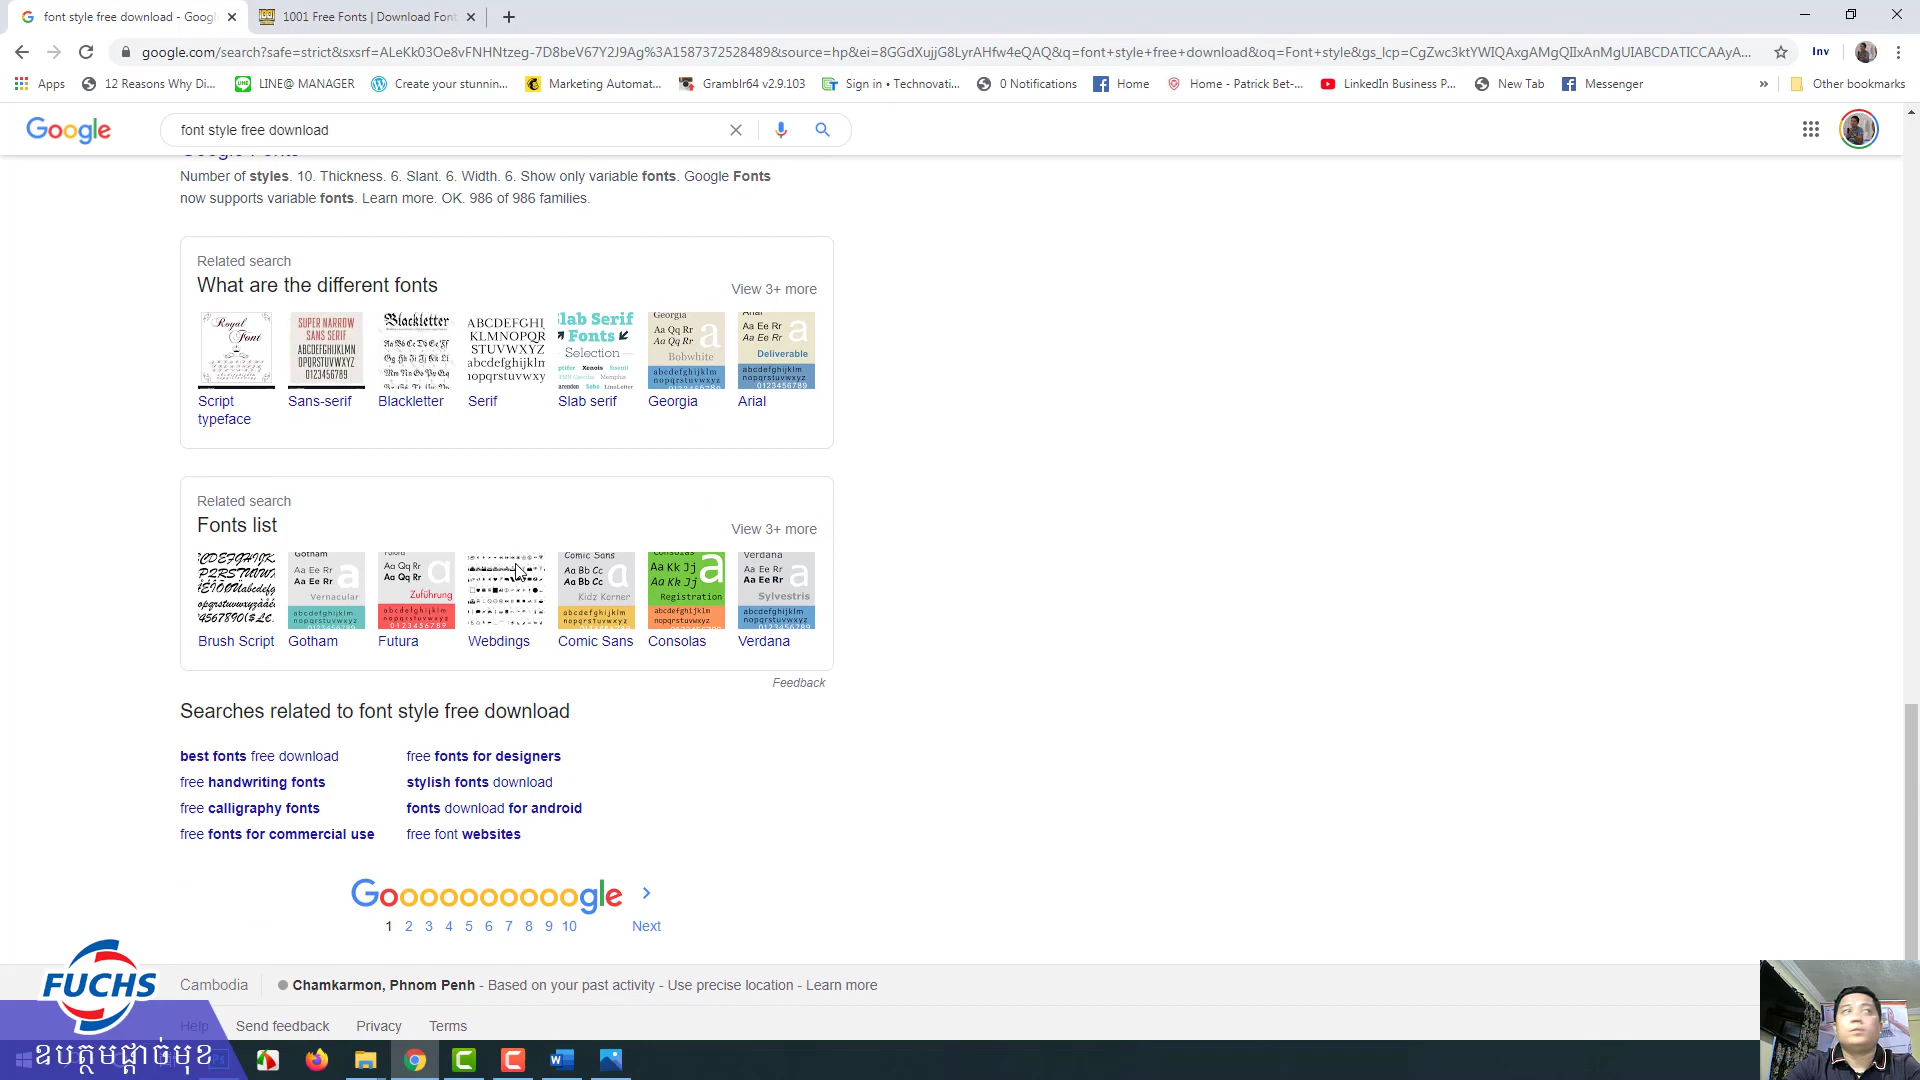 font style free download - Googl
1001 Free Fonts | Download Font
google.com/search?safe=strict&sxsrf=ALeKk03Oe8vFNHNtzeg-7D8beV67Y2J9Ag%3A1587372528489&source=hp&ei=8GGdXujjG8LyrAHfw4eQAQ&q=font+style+free+download&oq=Font+style&gs_lcp=CgZwc3ktYWIQAxgAMgQIIxAnMgUIABCDATICCAAyA...
Inv
Apps
12 Reasons Why Di...
LINE@ MANAGER
Create your stunnin...
Marketing Automat...
Gramblr64 v2.9.103
Sign in • Technovati...
0 Notifications
Home
Home - Patrick Bet-...
LinkedIn Business P...
New Tab
Messenger
Other bookmarks
Google
font style free download
Number of styles. 10. Thickness. 6. Slant. 6. Width. 6. Show only variable fonts. Google Fonts
now supports variable fonts. Learn more. OK. 986 of 986 families.
Related search
What are the different fonts
View 3+ more
Script
typeface
Sans-serif
Blackletter
Serif
Slab serif
Georgia
Arial
Related search
Fonts list
View 3+ more
Brush Script
Gotham
Futura
Webdings
Comic Sans
Consolas
Verdana
Feedback
Searches related to font style free download
best fonts free download
free fonts for designers
free handwriting fonts
stylish fonts download
free calligraphy fonts
fonts download for android
free fonts for commercial use
free font websites
Goooooooooogle
1 2 3 4 5 6 7 8 9 10 Next
Cambodia
Chamkarmon, Phnom Penh - Based on your past activity - Use precise location - Learn more
Help
Send feedback
Privacy
Terms
FUCHS
ឧបត្ថមផ្ដាច់មុខ